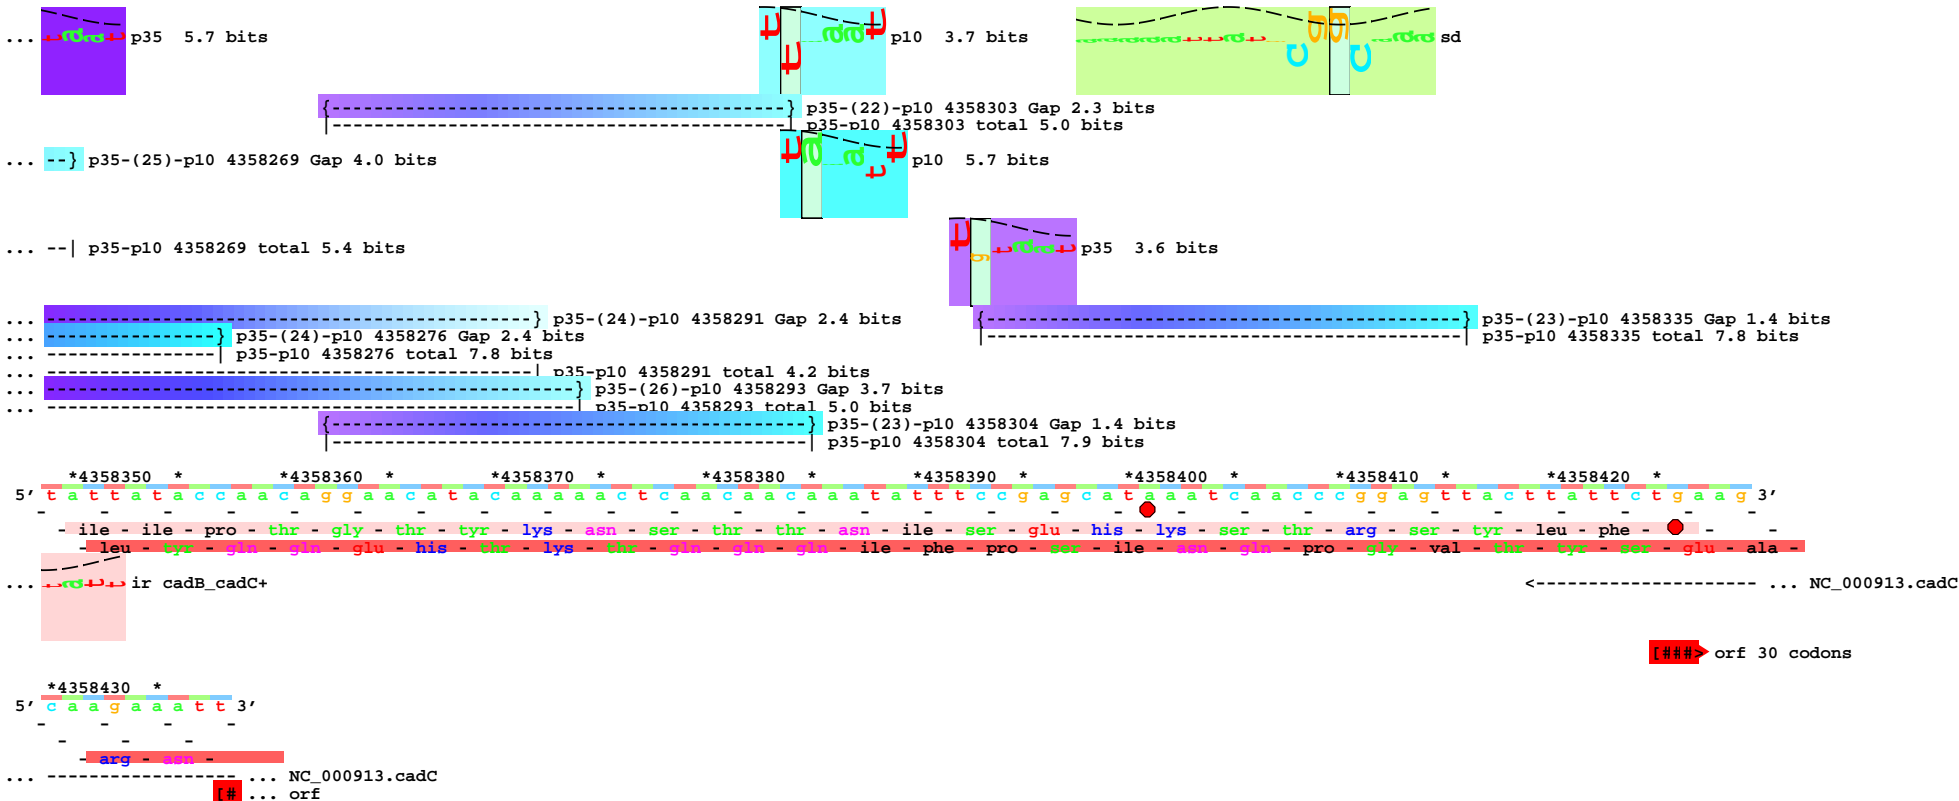 ... p35 5.7 bits
p10 3.7 bits
sd
{----------------------------------------------} p35-(22)-p10 4358303 Gap 2.3 bits
|----------------------------------------------| p35-p10 4358303 total 5.0 bits
... --} p35-(25)-p10 4358269 Gap 4.0 bits
p10 5.7 bits
... --| p35-p10 4358269 total 5.4 bits
p35 3.6 bits
... } p35-(24)-p10 4358291 Gap 2.4 bits
{----------------------------------------------} p35-(23)-p10 4358335 Gap 1.4 bits
... } p35-(24)-p10 4358276 Gap 2.4 bits
|----------------------------------------------| p35-p10 4358335 total 7.8 bits
... | p35-p10 4358276 total 7.8 bits
... | p35-p10 4358291 total 4.2 bits
... } p35-(26)-p10 4358293 Gap 3.7 bits
... | p35-p10 4358293 total 5.0 bits
{----------------------------------------------} p35-(23)-p10 4358304 Gap 1.4 bits
|----------------------------------------------| p35-p10 4358304 total 7.9 bits
*4358350 * *4358360 * *4358370 * *4358380 * *4358390 * *4358400 * *4358410 * *4358420 *
5' t a t t a t a c c a a c a g g a a c a t a c a a a a a c t c a a c a a c a a a t a t t t c c g a g c a t a a a t c a a c c c g g a g t t a c t t a t t c t g a a g 3'
- ile - ile - pro - thr - gly - thr - tyr - lys - asn - ser - thr - thr - asn - ile - ser - glu - his - lys - ser - thr - arg - ser - tyr - leu - phe -
- leu - tyr - gln - gln - glu - his - thr - lys - thr - gln - gln - gln - ile - phe - pro - ser - ile - asn - gln - pro - gly - val - thr - tyr - ser - glu - ala -
... ir cadB_cadC+
<--------------------- ... NC_000913.cadC
[###> orf 30 codons
*4358430 *
5' c a a g a a a t t 3'
- arg - asn -
... ------------------ ... NC_000913.cadC
[# ... orf